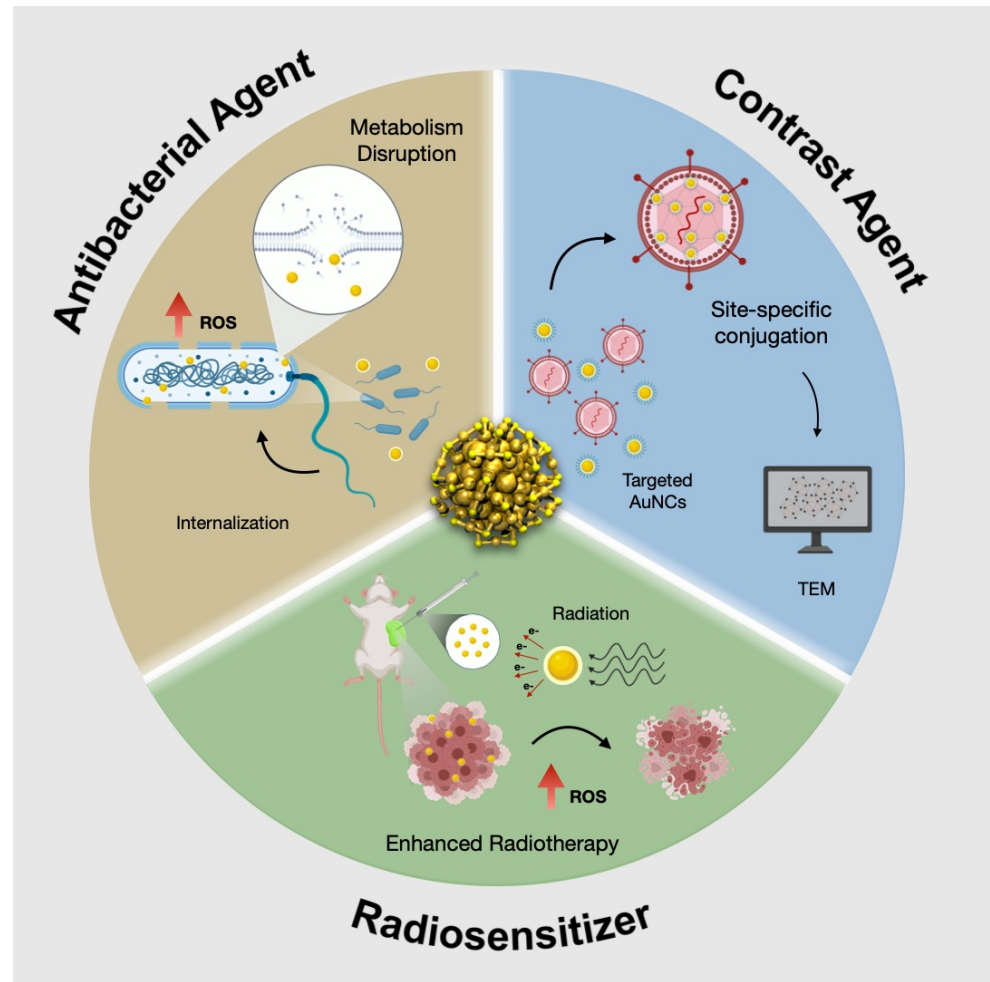 Antibacterial Agent
Metabolism
Disruption
ROS
Internalization
Contrast Agent
Site-specific
conjugation
Targeted
AuNCs
TEM
Radiation
e-
e-
e-
e-
ROS
Enhanced Radiotherapy
Radiosensitizer